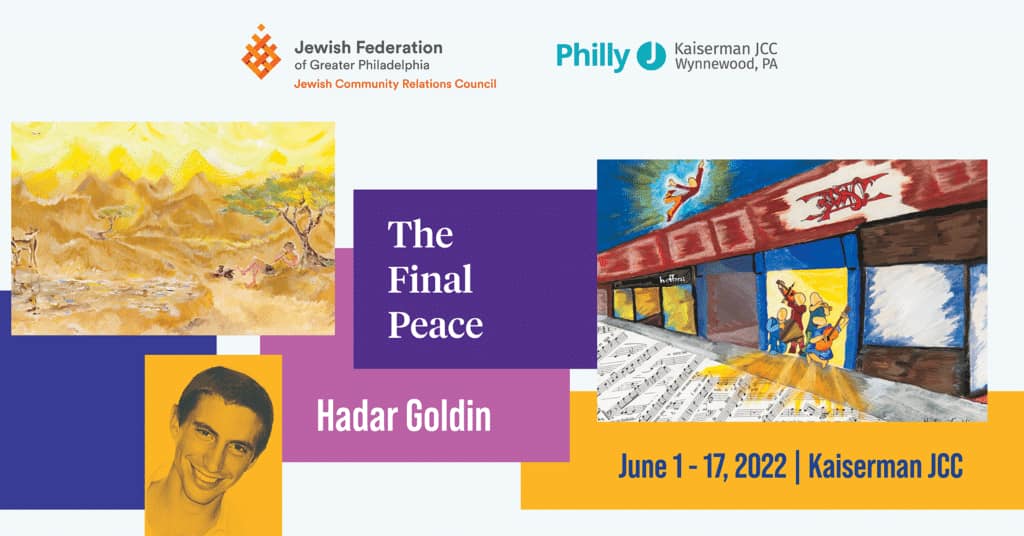 Jewish Federation
of Greater Philadelphia
Jewish Community Relations Council
Philly J
Kaiserman JCC
Wynnewood, PA
The
Final
Peace
Hadar Goldin
June 1 - 17, 2022 | Kaiserman JCC